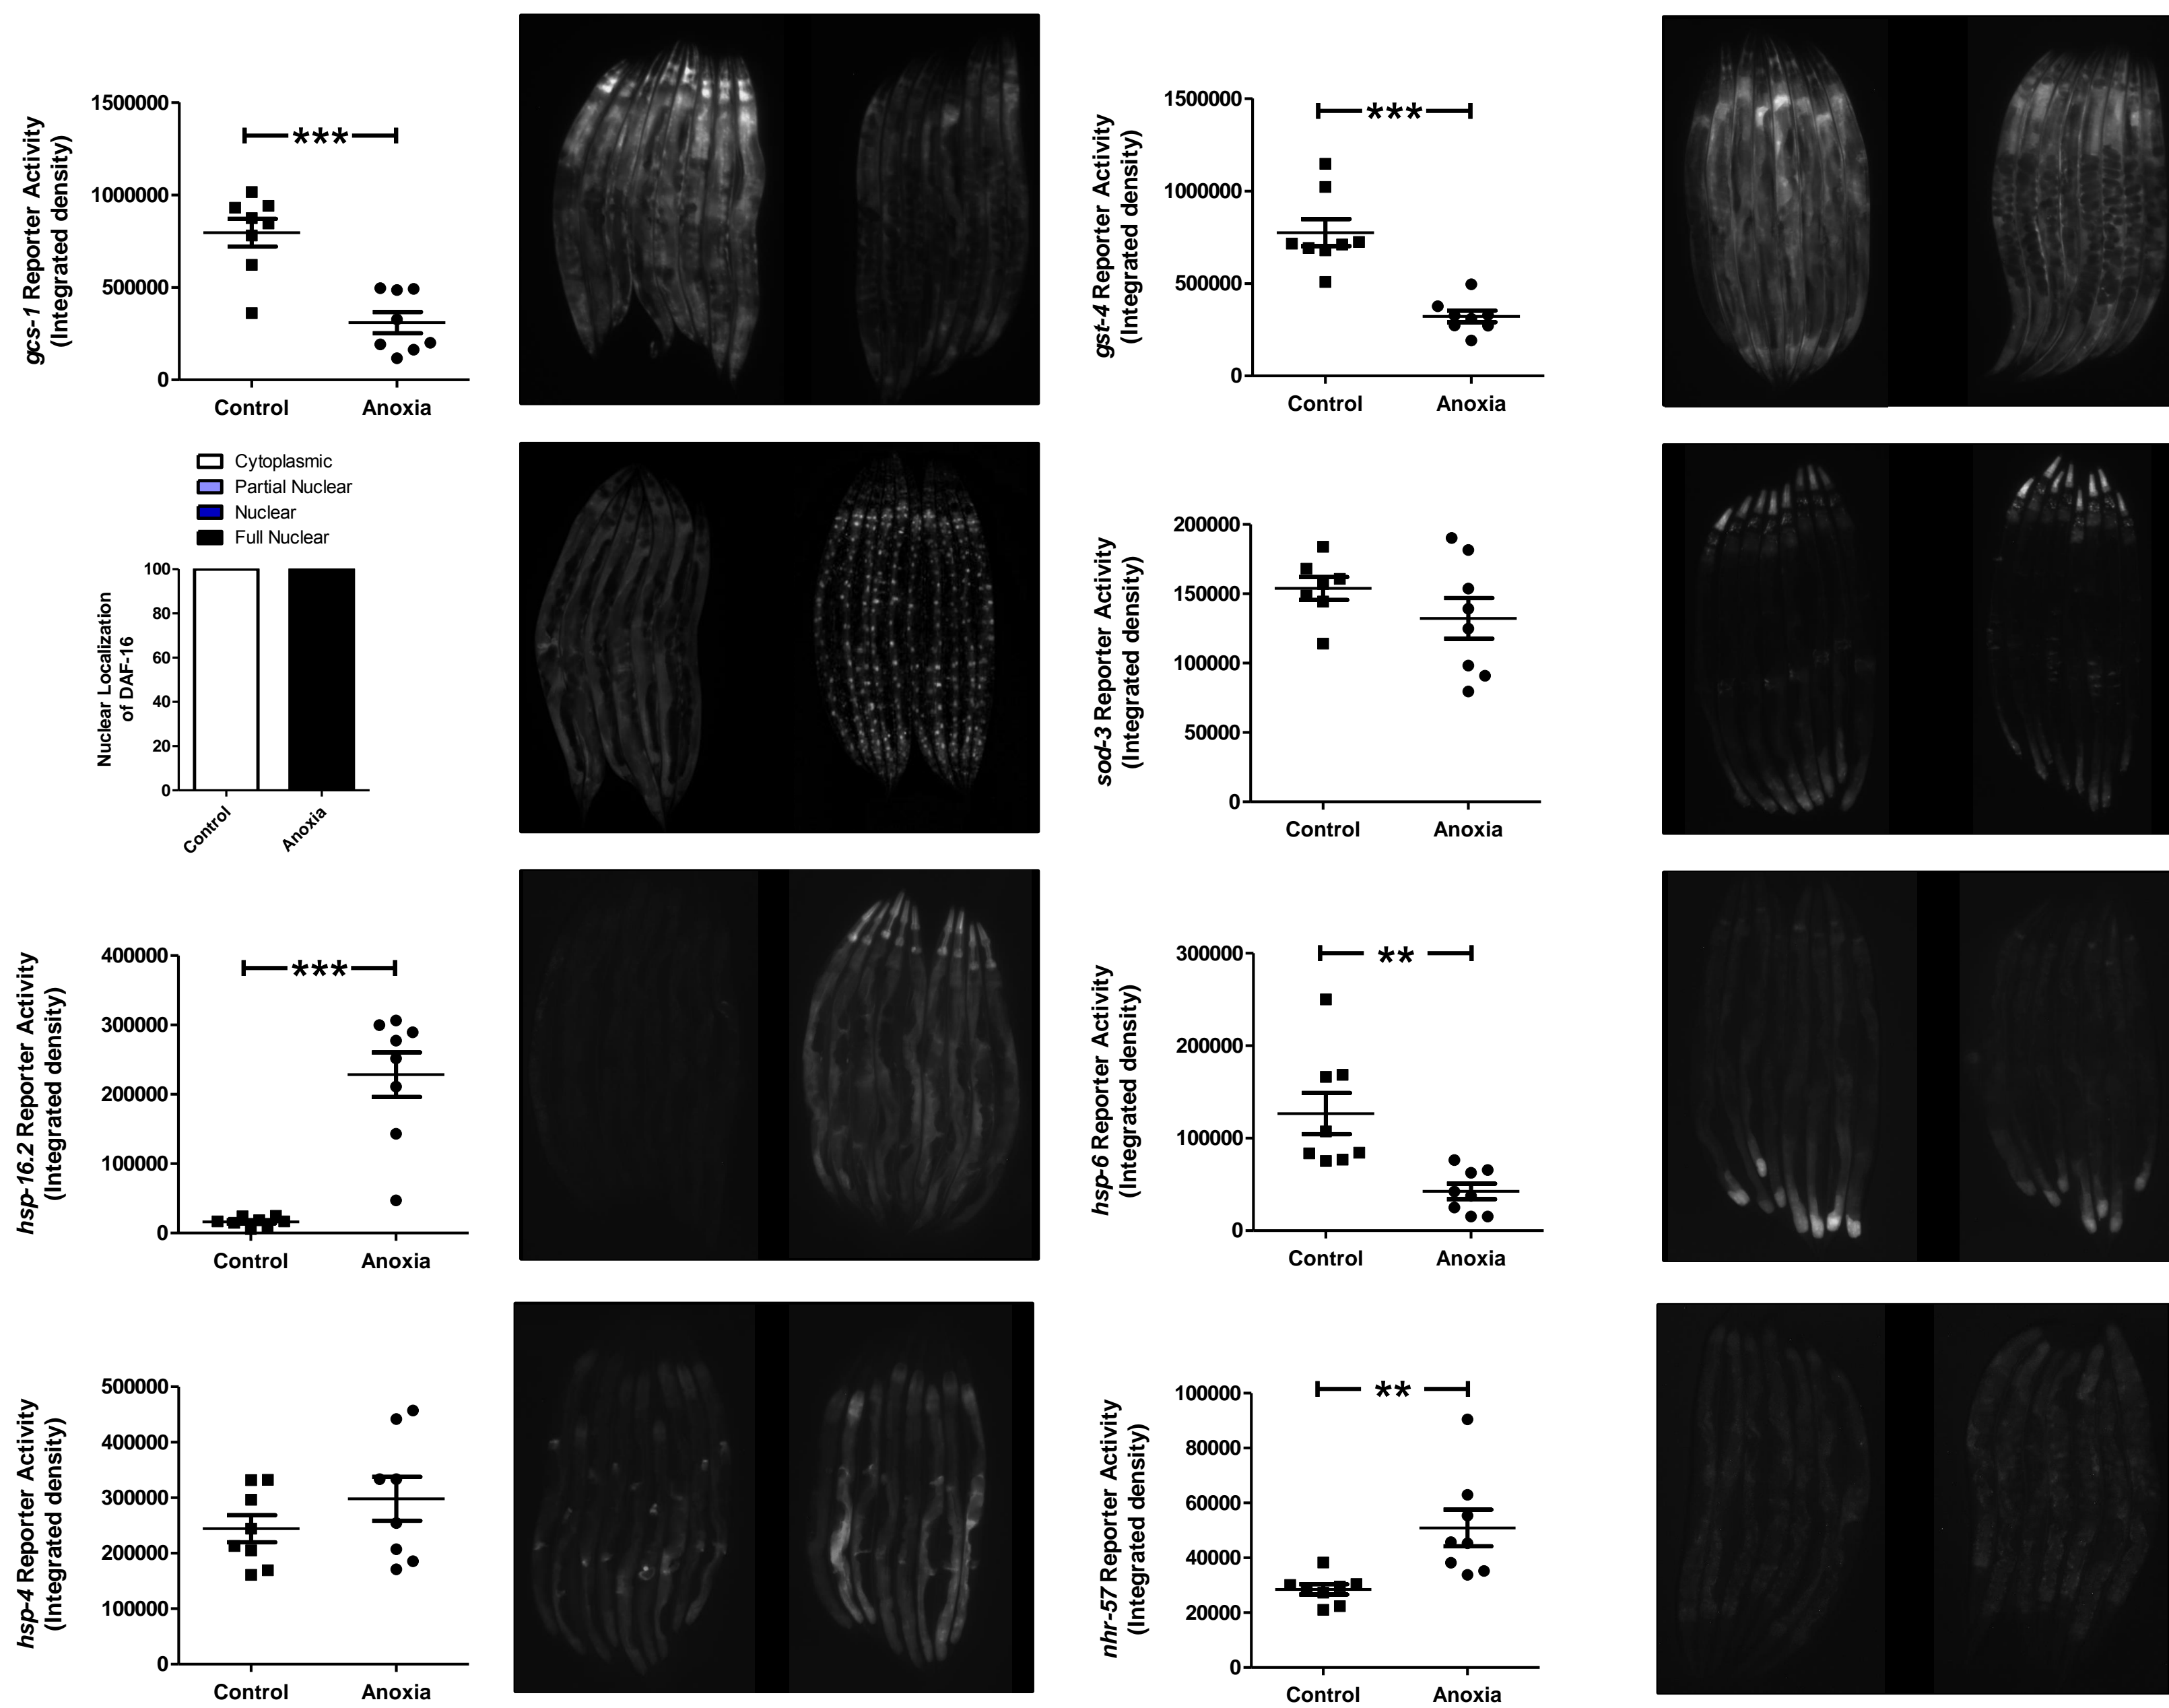 gcs-1 Reporter Activity
(Integrated density)
1500000
1000000
500000
0
***
Control
Anoxia
gst-4 Reporter Activity
(Integrated density)
1500000
1000000
500000
0
***
Control
Anoxia
Cytoplasmic
Partial Nuclear
Nuclear
Full Nuclear
Nuclear Localization
of DAF-16
100
80
60
40
20
0
Control
Anoxia
sod-3 Reporter Activity
(Integrated density)
200000
150000
100000
50000
0
Control
Anoxia
hsp-16.2 Reporter Activity
(Integrated density)
400000
300000
200000
100000
0
***
Control
Anoxia
hsp-6 Reporter Activity
(Integrated density)
300000
200000
100000
0
**
Control
Anoxia
hsp-4 Reporter Activity
(Integrated density)
500000
400000
300000
200000
100000
0
Control
Anoxia
nhr-57 Reporter Activity
(Integrated density)
100000
80000
60000
40000
20000
0
**
Control
Anoxia